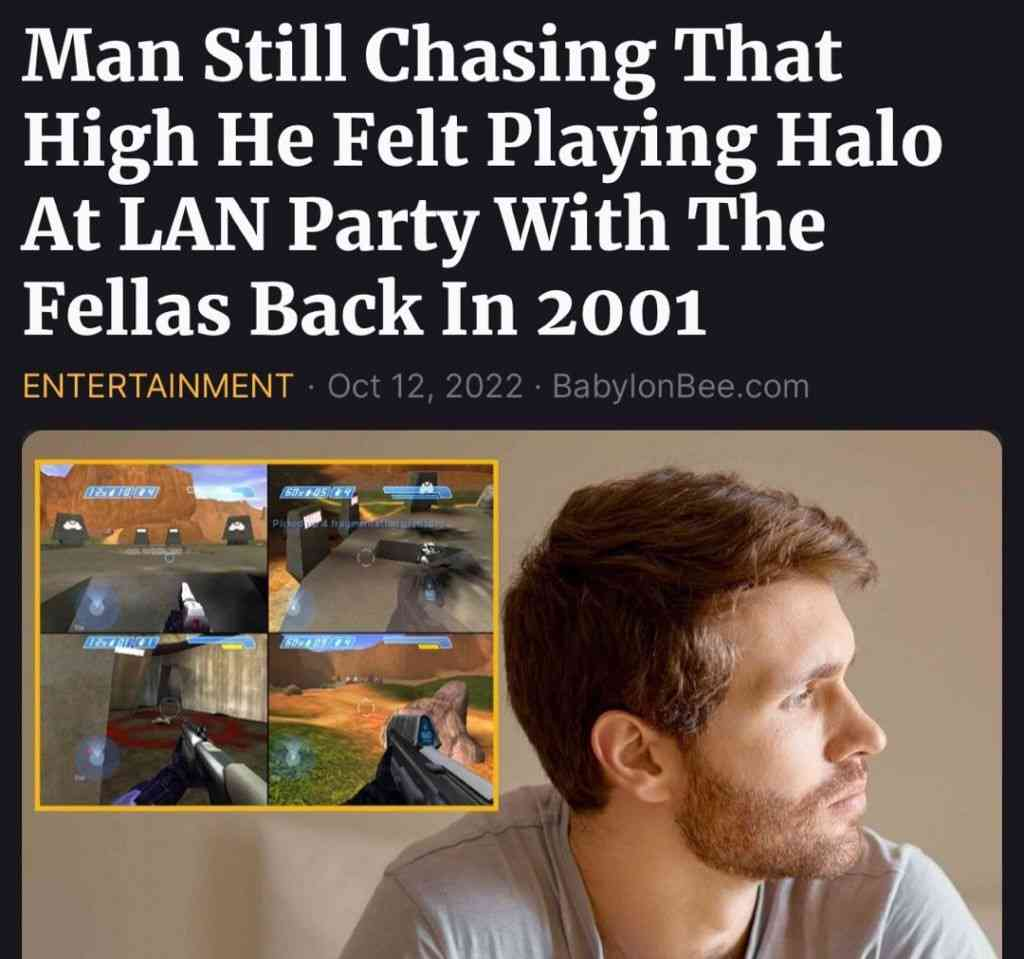 Man Still Chasing That
High He Felt Playing Halo
At LAN Party With The
Fellas Back In 2001
ENTERTAINMENT · Oct 12, 2022 · BabylonBee.com